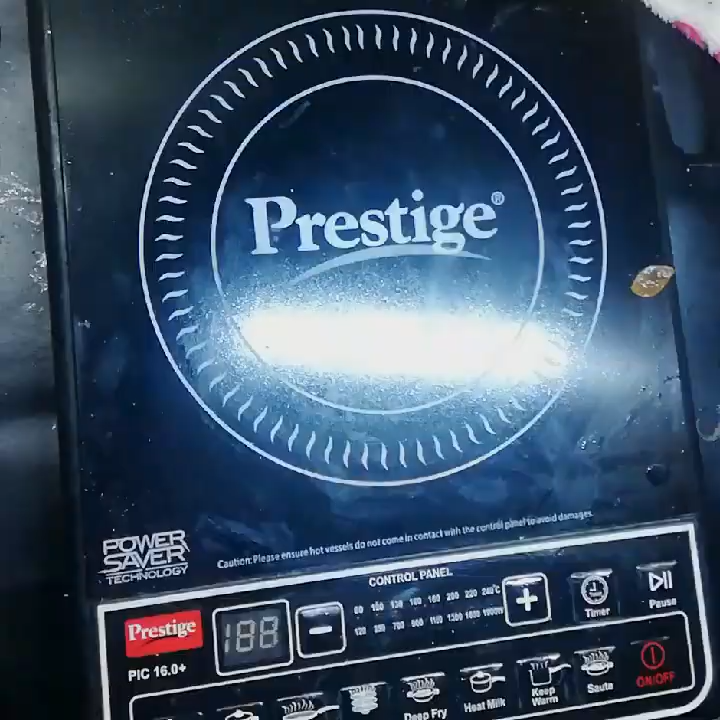 Prestige®
POWER
SAVER
TECHNOLOGY
Caution: Please ensure hot vessels do not come in contact with the control panel to avoid damages.
CONTROL PANEL
Prestige
188
−
+
Timer
Pause
PIC 16.0+
Deep Fry
Heat Milk
Keep
Warm
Saute
ON/OFF